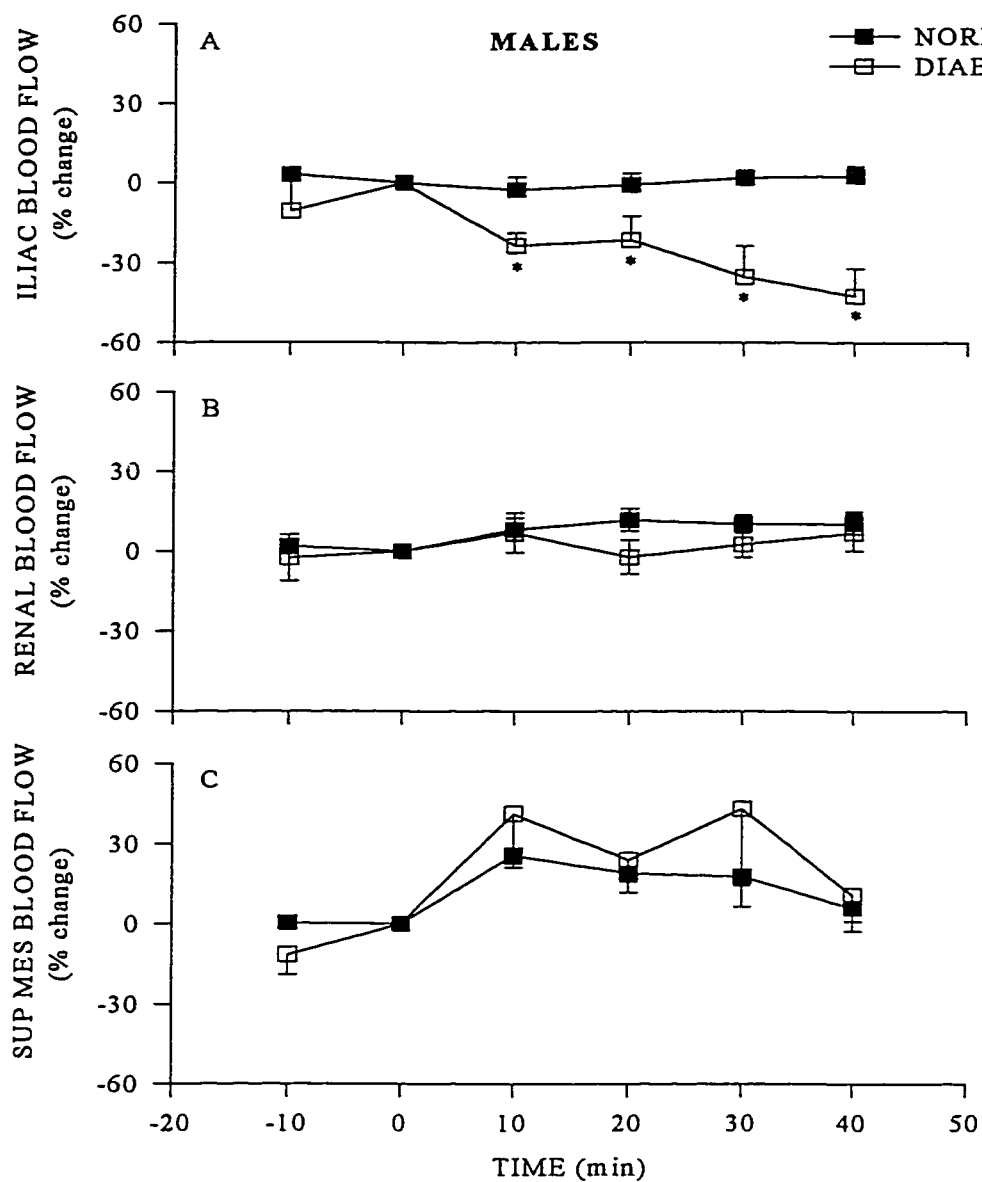 A
MALES
NOR
DIAB
ILIAC BLOOD FLOW
(% change)
60
30
0
-30
-60
*
*
*
*
B
RENAL BLOOD FLOW
(% change)
60
30
0
-30
-60
C
SUP MES BLOOD FLOW
(% change)
60
30
0
-30
-60
-20 -10 0 10 20 30 40 50
TIME (min)